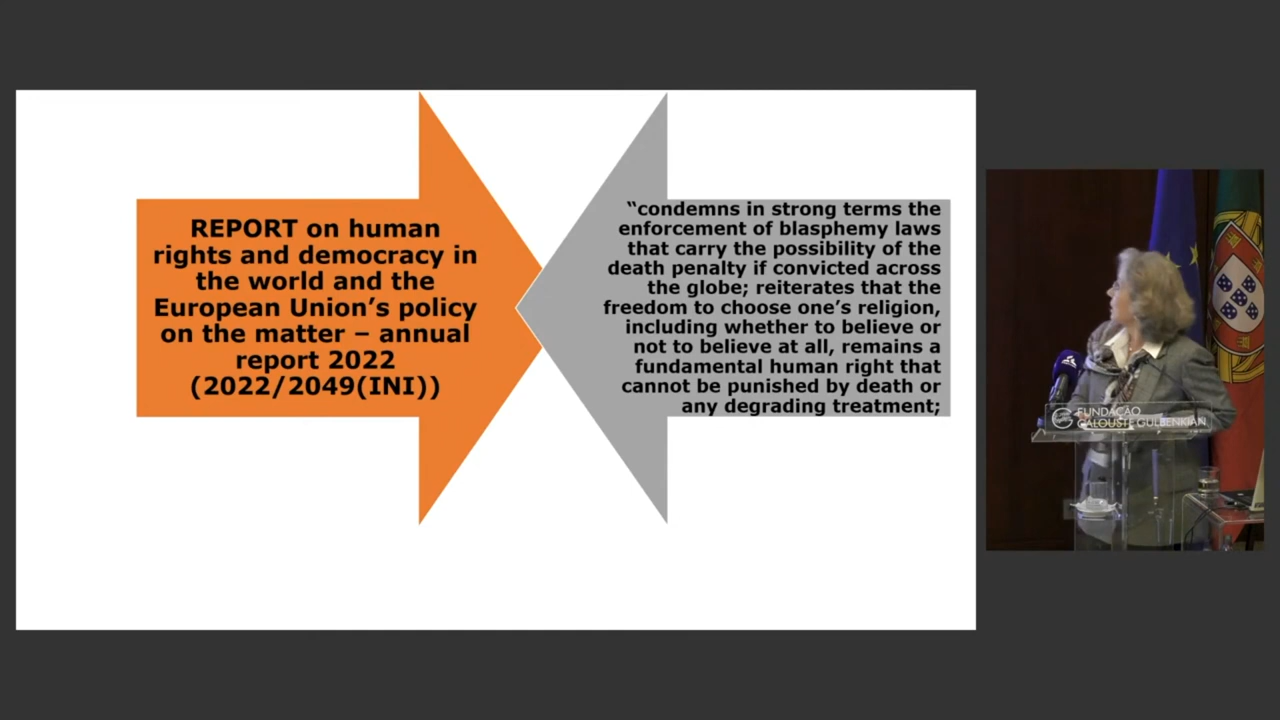 REPORT on human
rights and democracy in
the world and the
European Union’s policy
on the matter – annual
report 2022
(2022/2049(INI))
“condemns in strong terms the
enforcement of blasphemy laws
that carry the possibility of the
death penalty if convicted across
the globe; reiterates that the
freedom to choose one’s religion,
including whether to believe or
not to believe at all, remains a
fundamental human right that
cannot be punished by death or
any degrading treatment;
FUNDAÇÃO
CALOUSTE GULBENKIAN